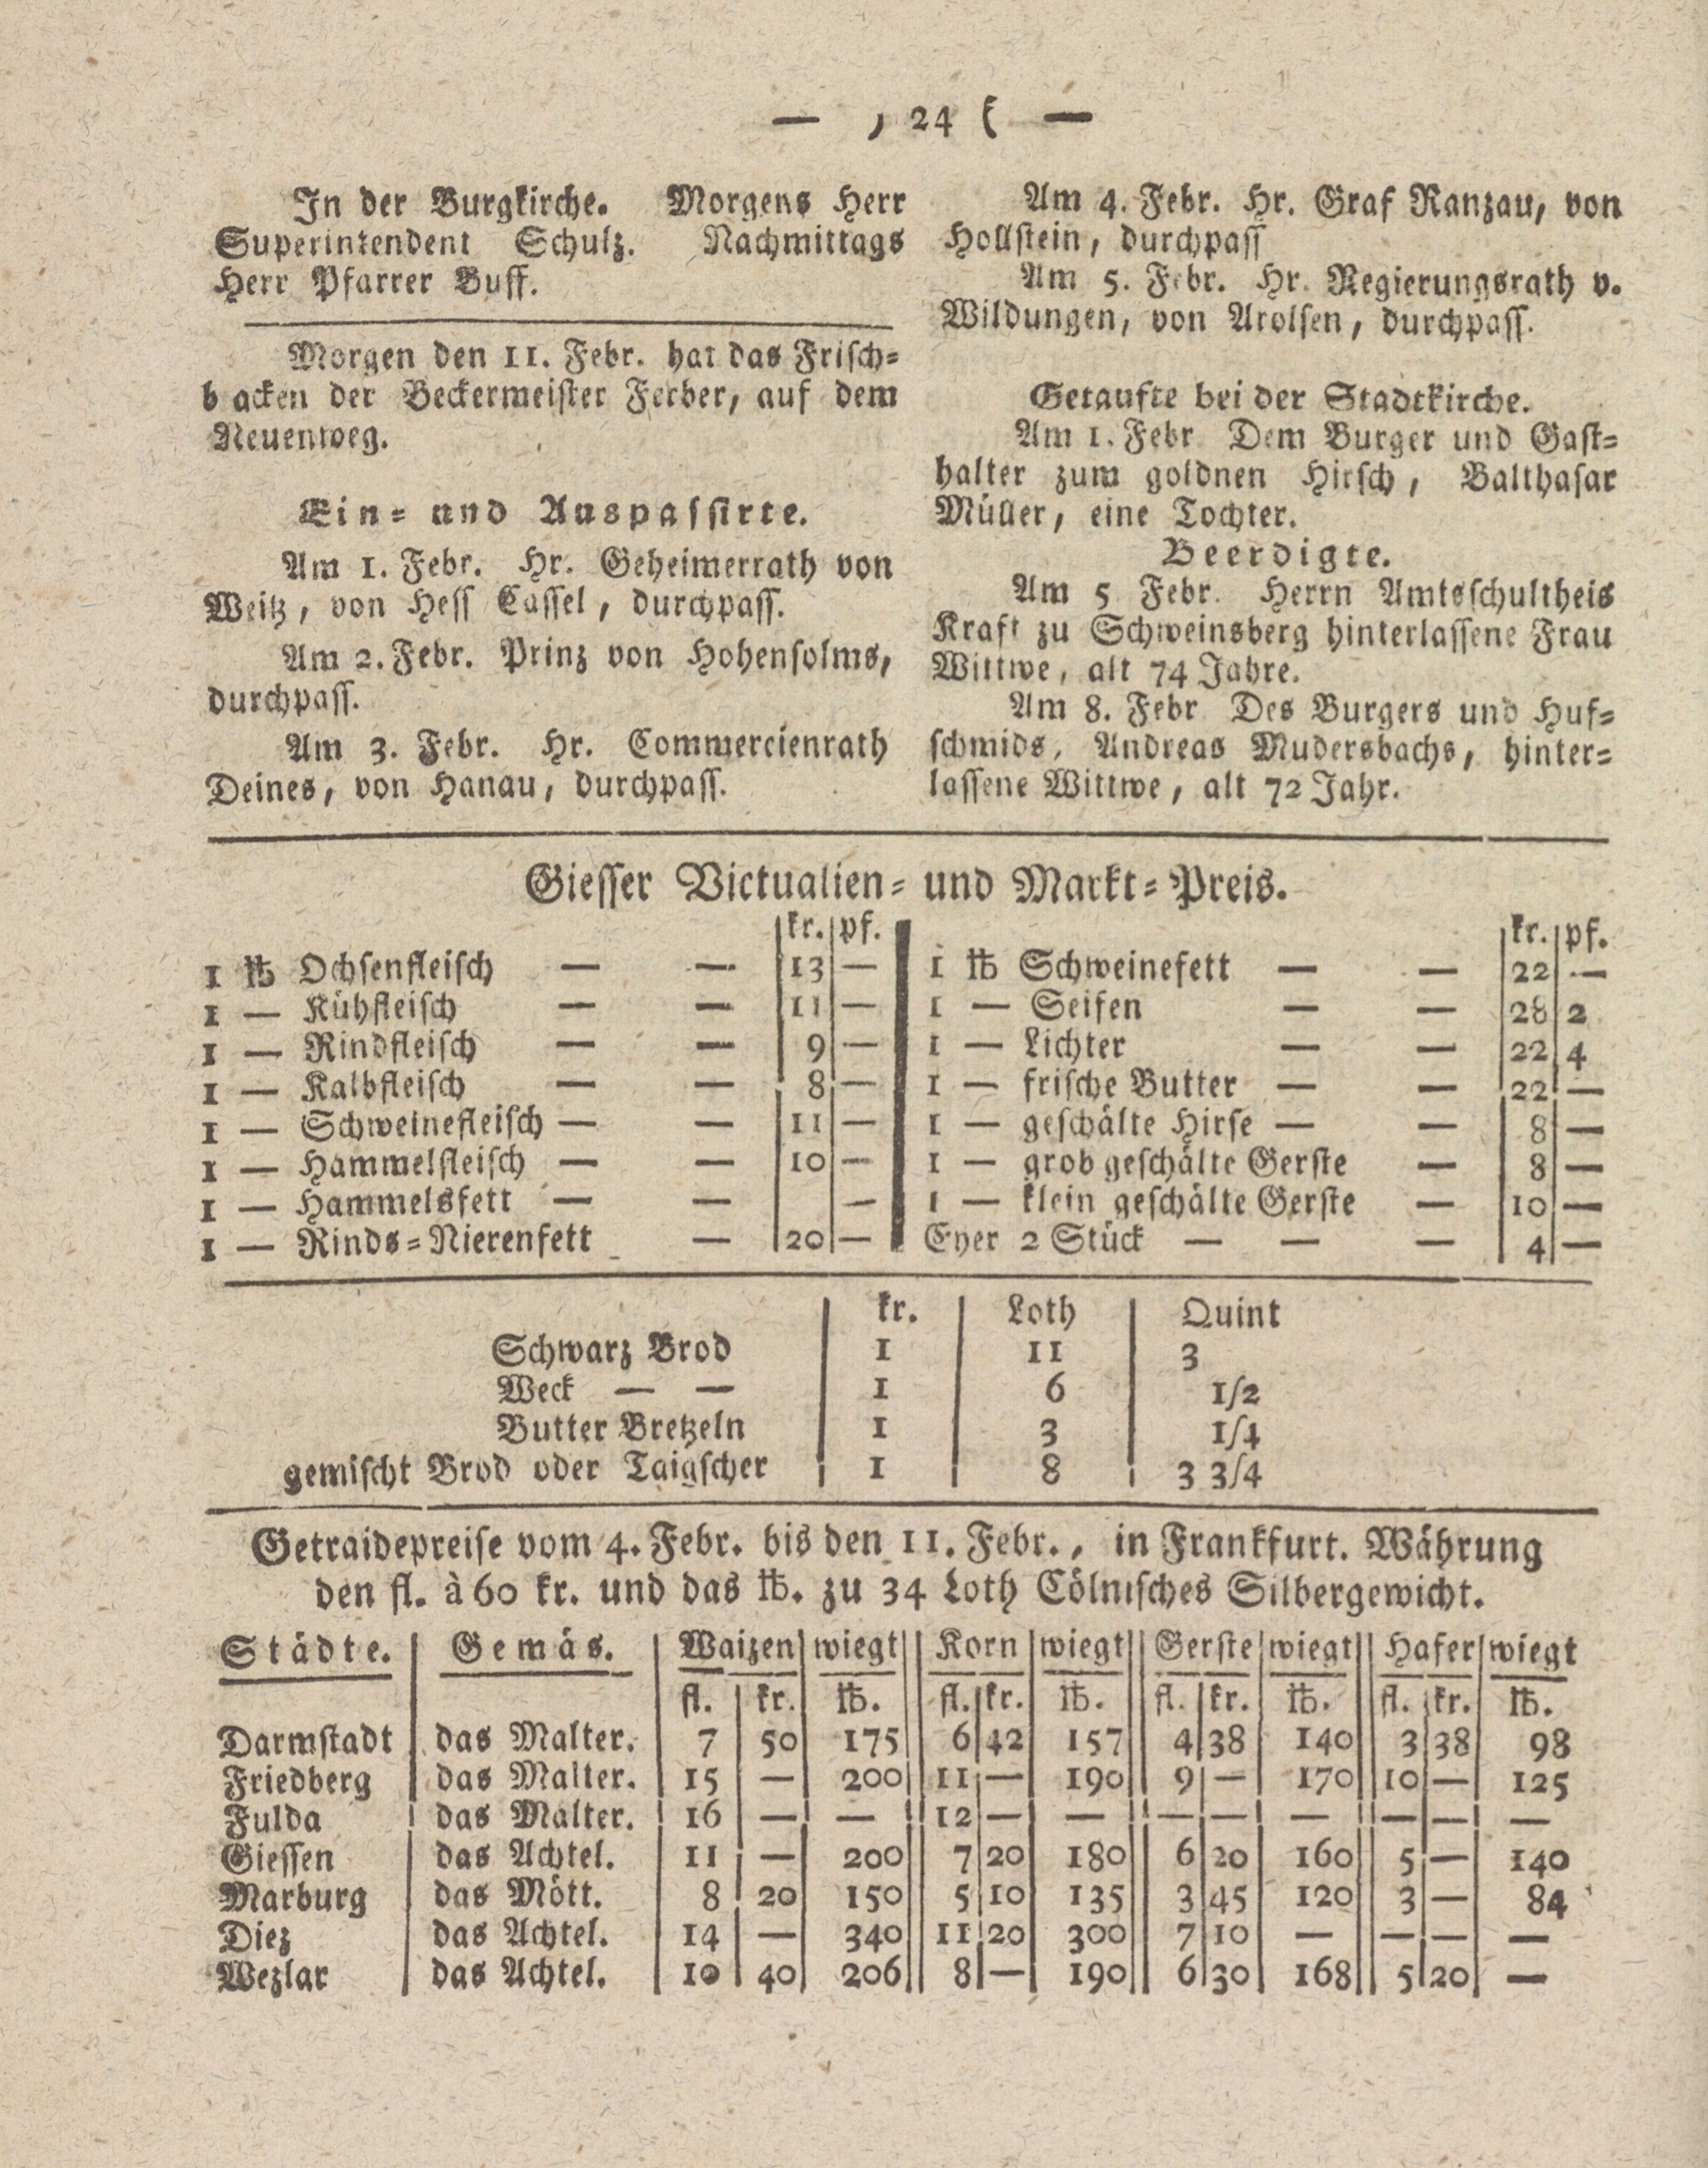 — ) 24 ( —
In der Burgkirche. Morgens Herr
Superintendent Schulz. Nachmittags
Herr Pfarrer Buff.
Morgen den 11. Febr. hat das Frisch-
backen der Beckermeister Ferber, auf dem
Neuenweg.
Ein- und Auspassirte.
Am 1. Febr. Hr. Geheimerrath von
Weitz, von Hess Cassel, durchpass.
Am 2. Febr. Prinz von Hohensolms,
durchpass.
Am 3. Febr. Hr. Commercienrath
Deines, von Hanau, durchpass.
Am 4. Febr. Hr. Graf Ranzau, von
Hollstein, durchpass
Am 5. Febr. Hr. Regierungsrath v.
Wildungen, von Arolsen, durchpass.
Getaufte bei der Stadtkirche.
Am 1. Febr Dem Burger und Gast-
halter zum goldnen Hirsch, Balthasar
Müller, eine Tochter.
Beerdigte.
Am 5 Febr. Herrn Amtsschultheis
Kraft zu Schweinsberg hinterlassene Frau
Wittwe, alt 74 Jahre.
Am 8. Febr Des Burgers und Huf-
schmids, Andreas Mudersbachs, hinter-
lassene Wittwe, alt 72 Jahr.
Giesser Victualien- und Markt-Preis.
kr. pf.
1 ℔ Ochsenfleisch — — 13 —
1 — Kühfleisch — — 11 —
1 — Rindfleisch — — 9 —
1 — Kalbfleisch — — 8 —
1 — Schweinefleisch — — 11 —
1 — Hammelfleisch — — 10 —
1 — Hammelsfett — — —
1 — Rinds-Nierenfett — 20 —
kr. pf.
1 ℔ Schweinefett — — 22 —
1 — Seifen — — 28 2
1 — Lichter — — 22 4
1 — frische Butter — — 22 —
1 — geschälte Hirse — — 8 —
1 — grob geschälte Gerste — 8 —
1 — klein geschälte Gerste — 10 —
Eyer 2 Stück — — — 4 —
kr. Loth Quint
Schwarz Brod 1 11 3
Weck — — 1 6 1/2
Butter Bretzeln 1 3 1/4
gemischt Brod oder Taigscher 1 8 3 3/4
Getraidepreise vom 4. Febr. bis den 11. Febr., in Frankfurt. Währung
den fl. à 60 kr. und das ℔. zu 34 Loth Cölnisches Silbergewicht.
Städte. Gemäs. Waizen wiegt Korn wiegt Gerste wiegt Hafer wiegt
fl. kr. ℔. fl. kr. ℔. fl. kr. ℔. fl. kr. ℔.
Darmstadt das Malter. 7 50 175 6 42 157 4 38 140 3 38 98
Friedberg das Malter. 15 — 200 11 — 190 9 — 170 10 — 125
Fulda das Malter. 16 — — 12 — — — — — — — —
Giessen das Achtel. 11 — 200 7 20 180 6 20 160 5 — 140
Marburg das Mött. 8 20 150 5 10 135 3 45 120 3 — 84
Diez das Achtel. 14 — 340 11 20 300 7 10 — — — —
Wezlar das Achtel. 10 40 206 8 — 190 6 30 168 5 20 —